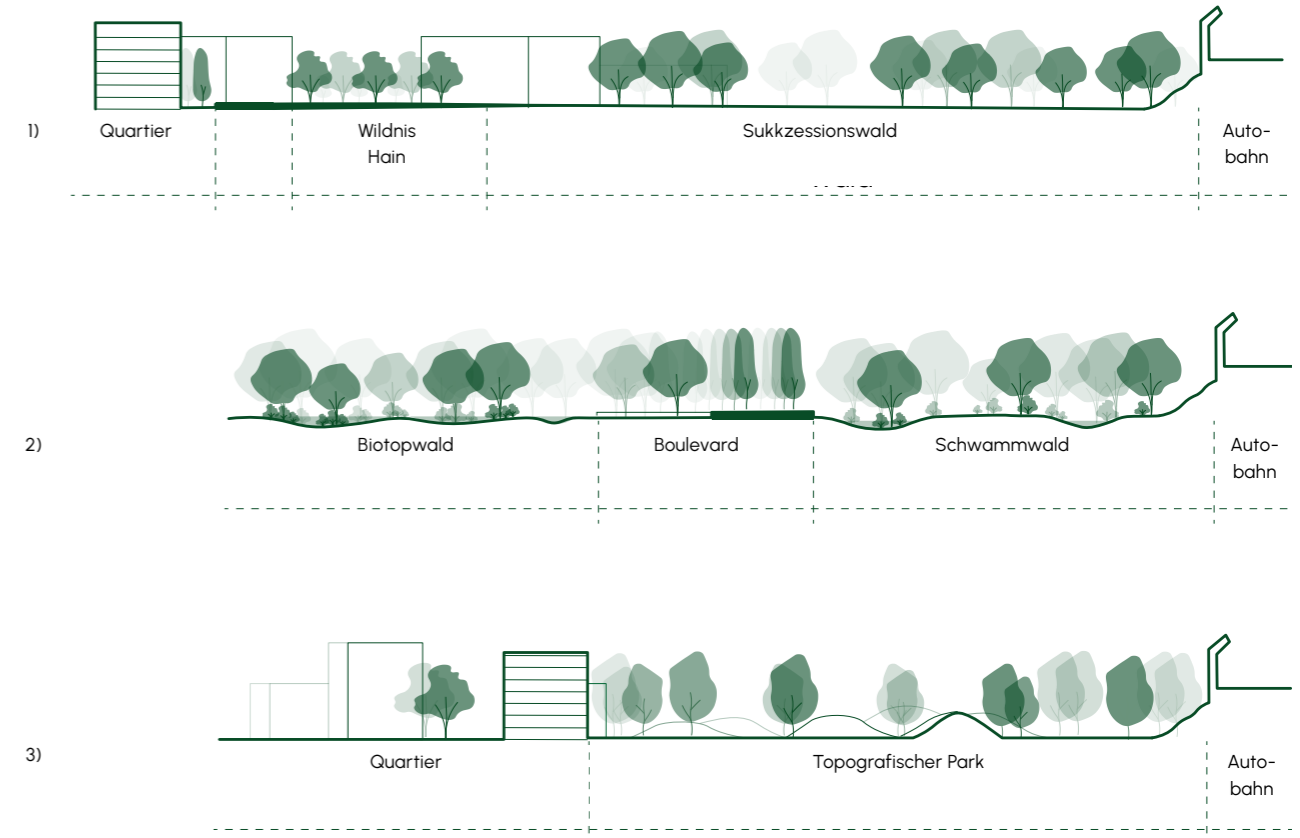 1)
Quartier
Wildnis
Hain
Sukkzessionswald
Auto-
bahn
2)
Biotopwald
Boulevard
Schwammwald
Auto-
bahn
3)
Quartier
Topografischer Park
Auto-
bahn